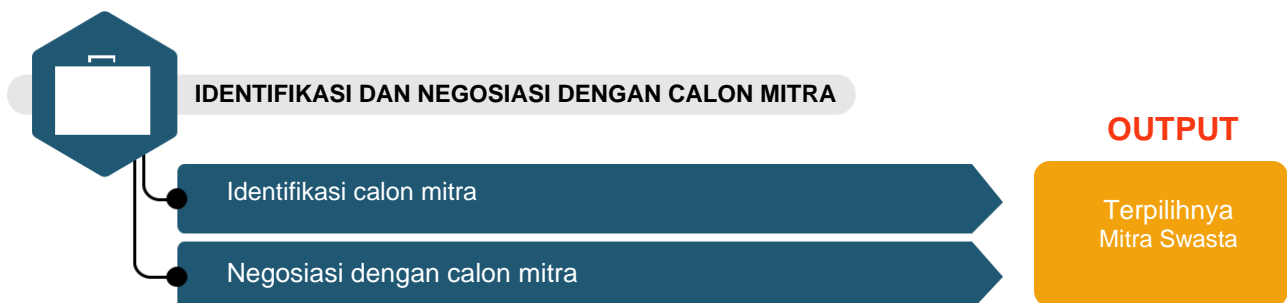 IDENTIFIKASI DAN NEGOSIASI DENGAN CALON MITRA
OUTPUT
Identifikasi calon mitra
Negosiasi dengan calon mitra
Terpilihnya
Mitra Swasta